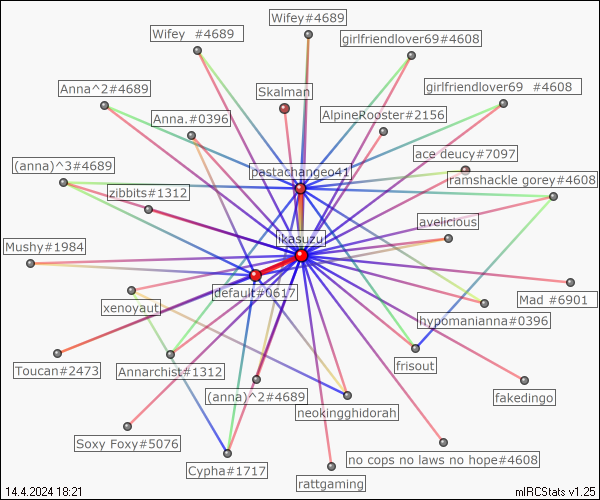 Wifey#4689
Wifey  #4689
girlfriendlover69#4608
Anna^2#4689
Skalman
girlfriendlover69  #4608
Anna.#0396
AlpineRooster#2156
(anna)^3#4689
pastachangeo41
ace deucy#7097
zibbits#1312
ramshackle gorey#4608
avelicious
Mushy#1984
ikasuzu
default#0617
Mad #6901
xenoyaut
hypomanianna#0396
Toucan#2473
Annarchist#1312
frisout
(anna)^2#4689
neokingghidorah
fakedingo
Soxy Foxy#5076
no cops no laws no hope#4608
Cypha#1717
rattgaming
14.4.2024 18:21
mIRCStats v1.25